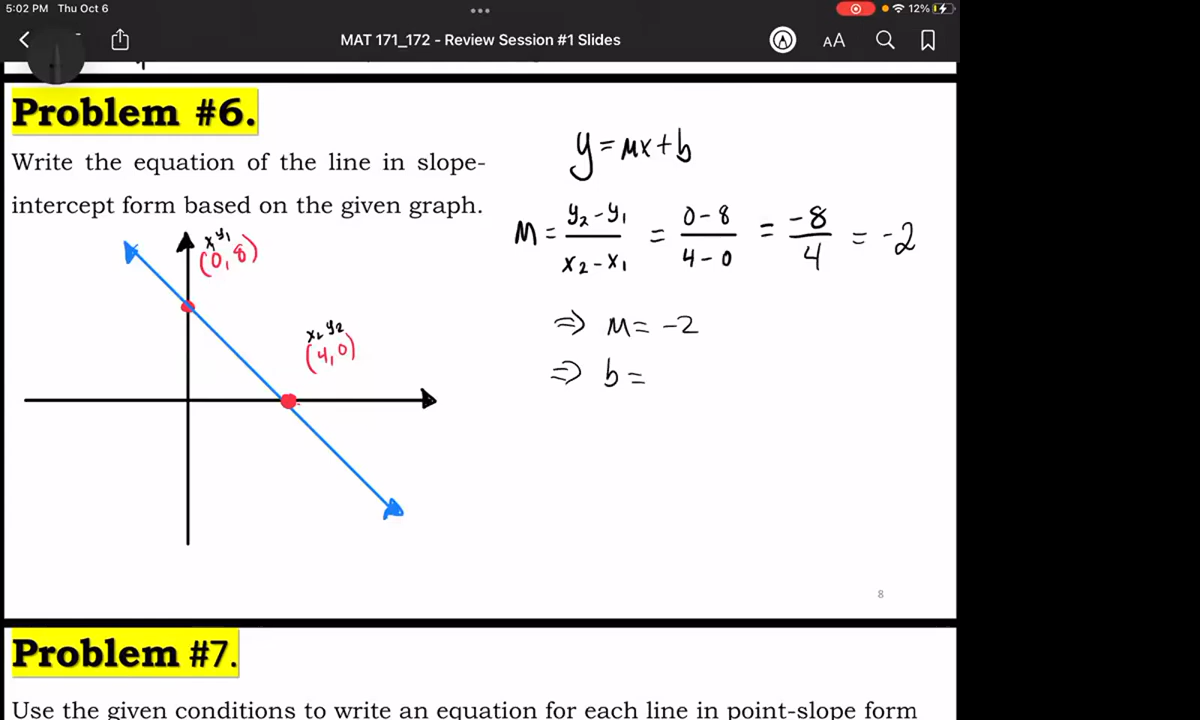 5:02 PM Thu Oct 6
12%
MAT 171_172 - Review Session #1 Slides
AA
Problem #6.
Write the equation of the line in slope-
intercept form based on the given graph.
x₁ y₁
(0, 8)
x₂ y₂
(4, 0)
y = mx + b
m = (y₂ - y₁)/(x₂ - x₁) = (0 - 8)/(4 - 0) = -8/4 = -2
⇒ m = -2
⇒ b =
8
Problem #7.
Use the given conditions to write an equation for each line in point-slope form